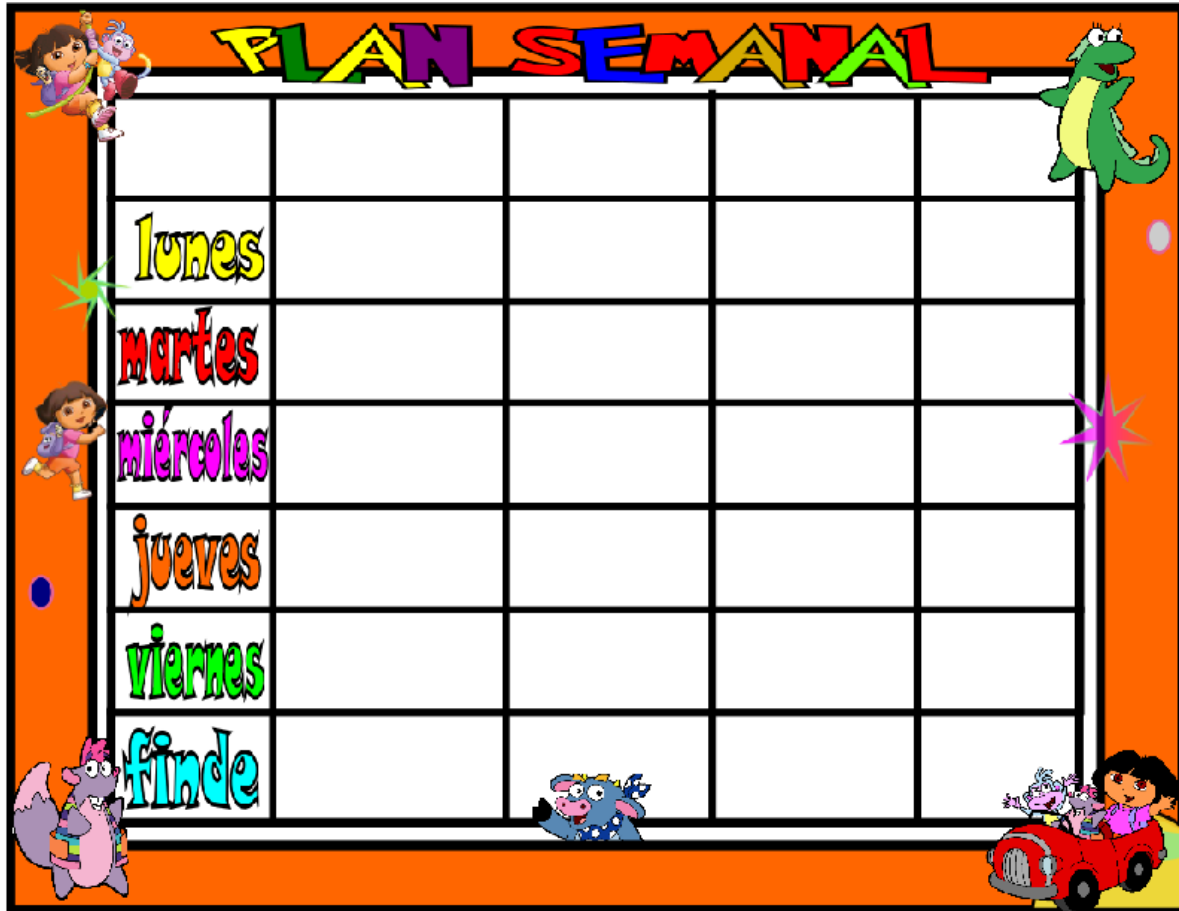 PLAN SEMANAL
lunes
martes
miércoles
jueves
viernes
finde